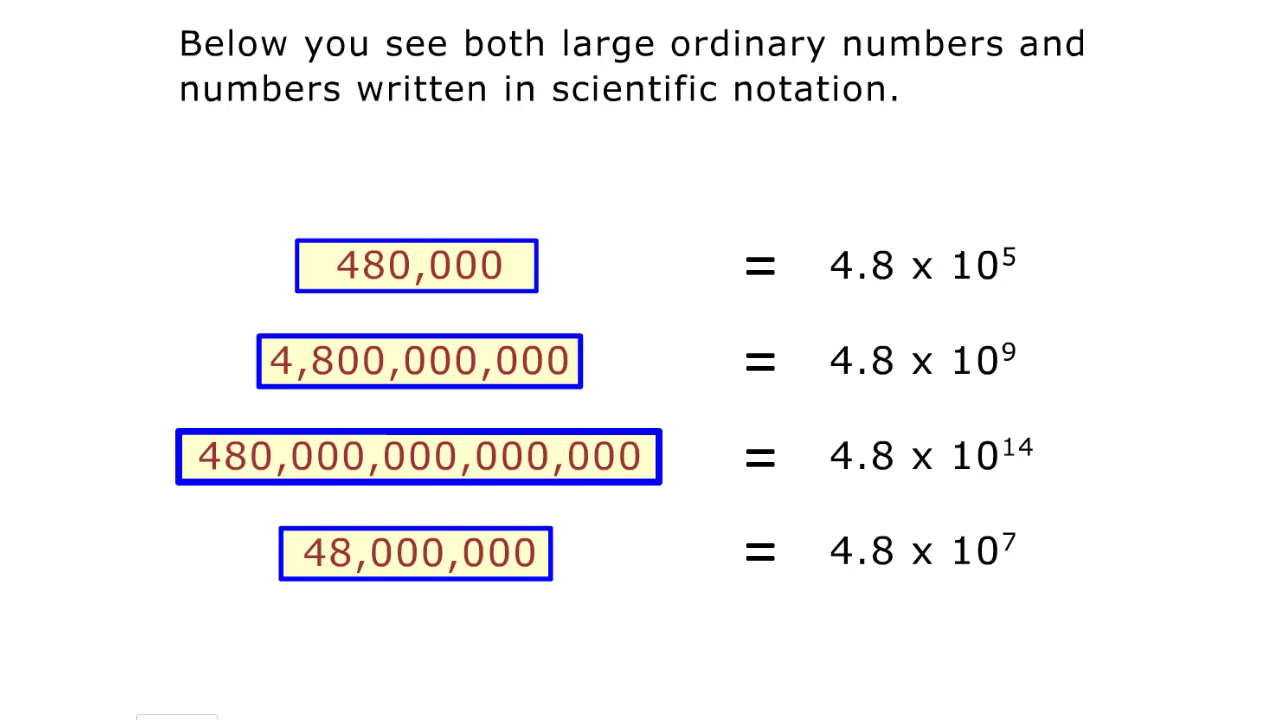 Below you see both large ordinary numbers and
numbers written in scientific notation.
480,000 = 4.8 x 10⁵
4,800,000,000 = 4.8 x 10⁹
480,000,000,000,000 = 4.8 x 10¹⁴
48,000,000 = 4.8 x 10⁷